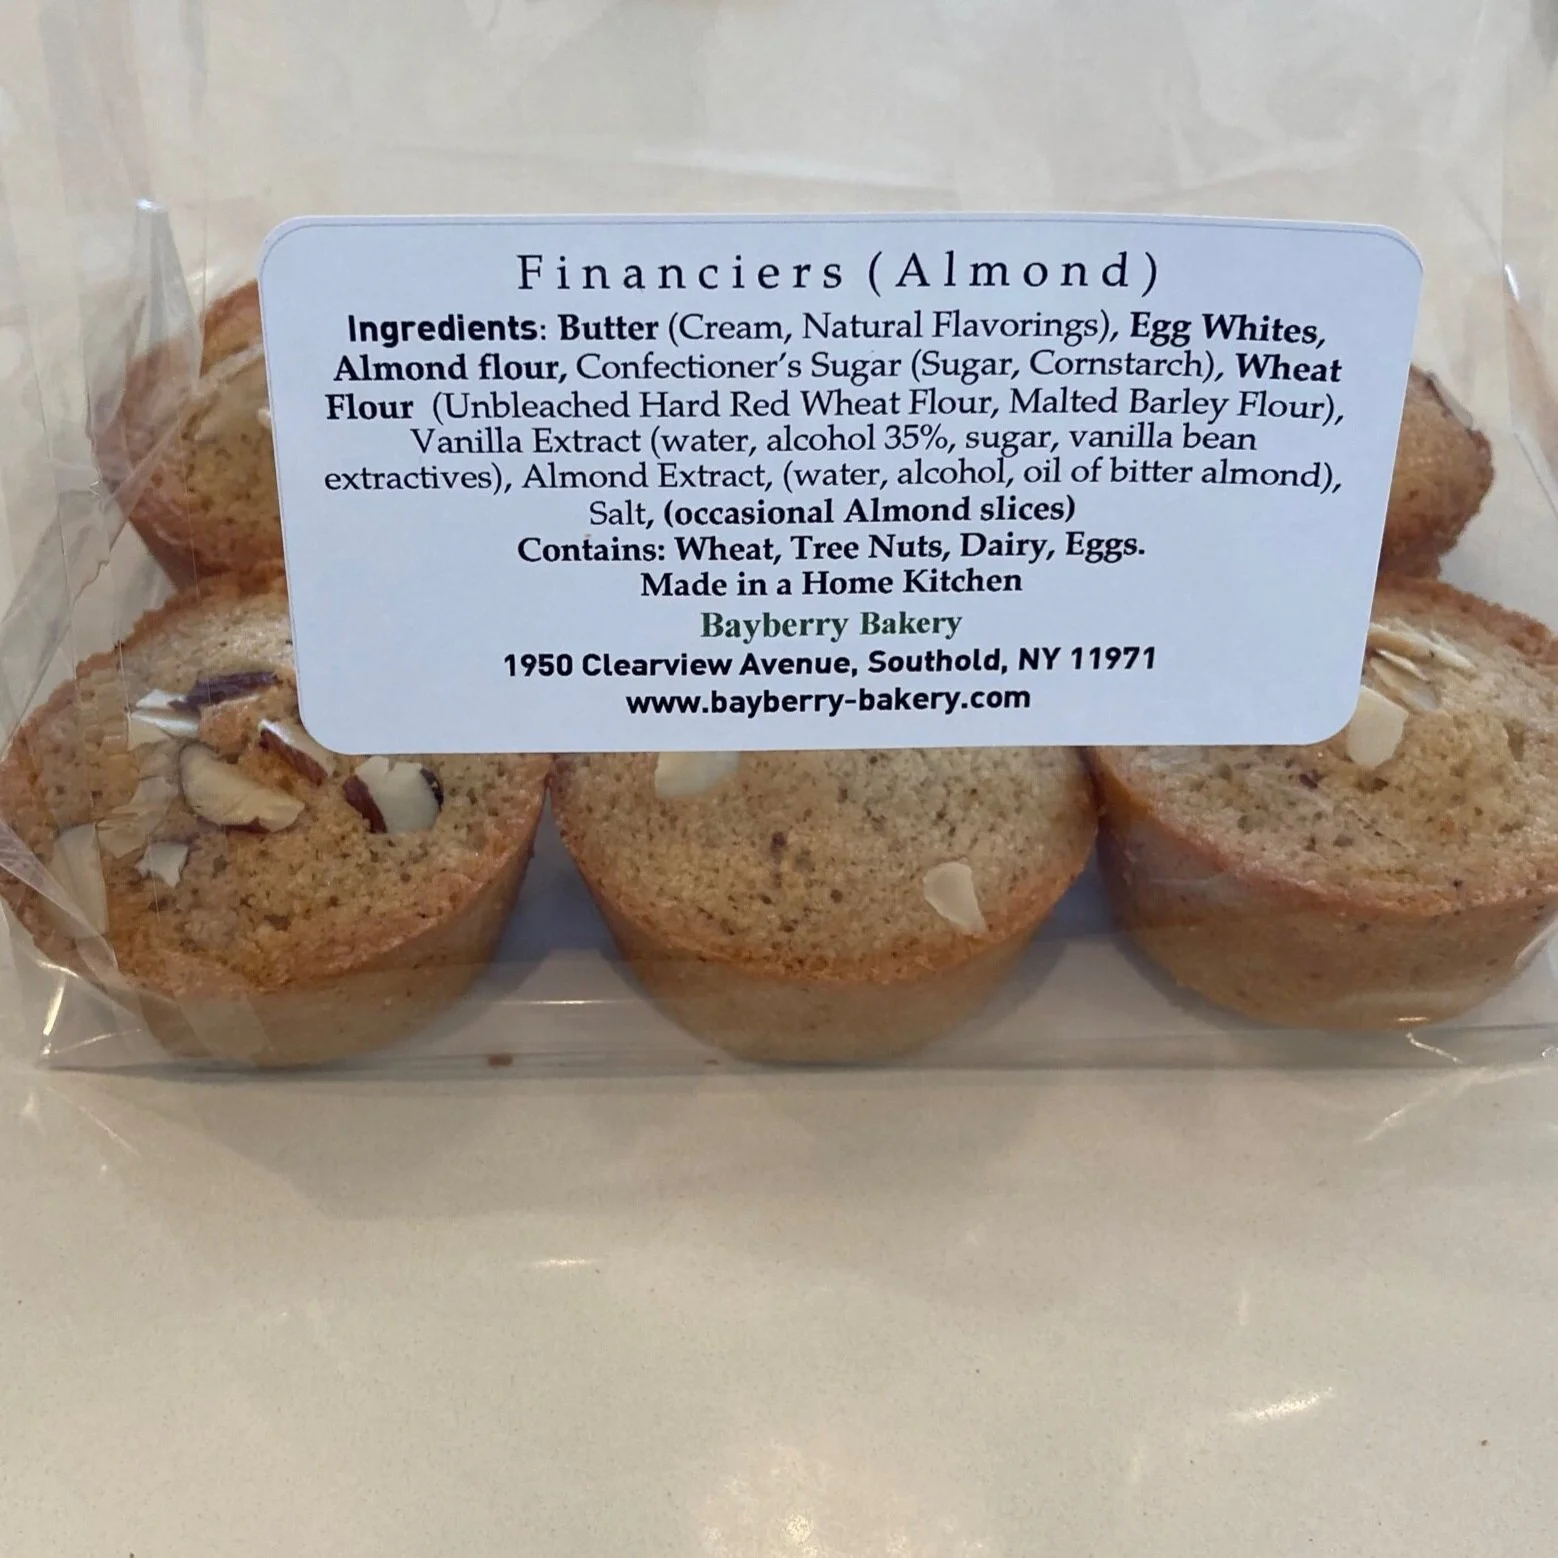 Financiers (Almond)
Ingredients: Butter (Cream, Natural Flavorings), Egg Whites,
Almond flour, Confectioner's Sugar (Sugar, Cornstarch), Wheat
Flour (Unbleached Hard Red Wheat Flour, Malted Barley Flour),
Vanilla Extract (water, alcohol 35%, sugar, vanilla bean
extractives), Almond Extract, (water, alcohol, oil of bitter almond),
Salt, (occasional Almond slices)
Contains: Wheat, Tree Nuts, Dairy, Eggs.
Made in a Home Kitchen
Bayberry Bakery
1950 Clearview Avenue, Southold, NY 11971
www.bayberry-bakery.com